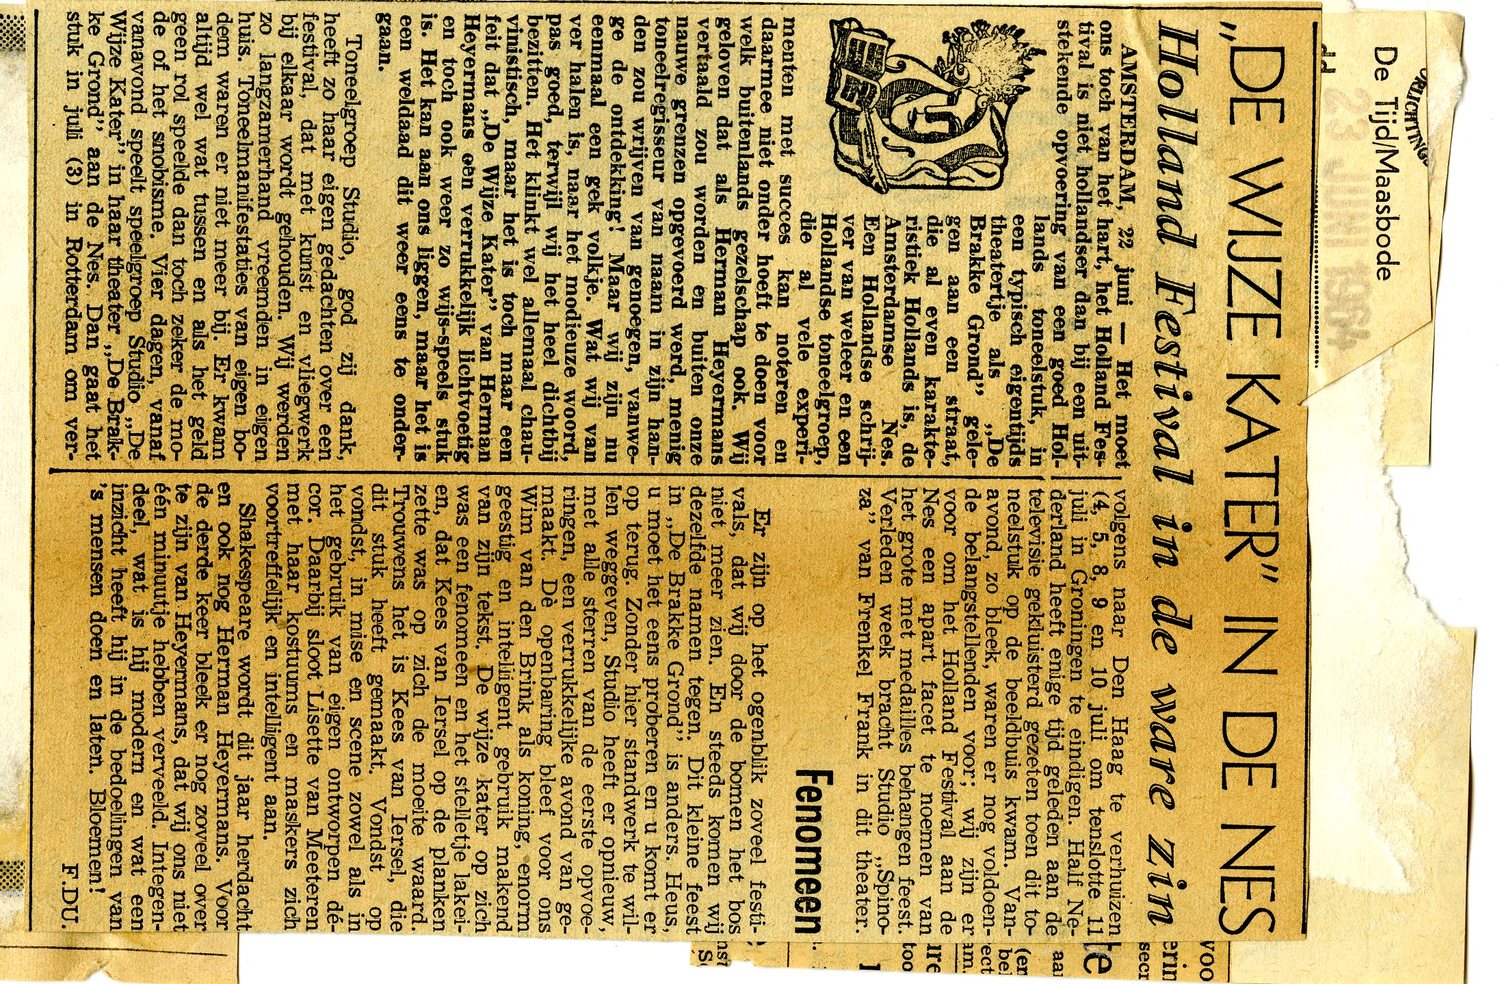 De Tijd/Maasbode
23 JUNI 1964
„DE WIJZE KATER” IN DE NES
Holland Festival in de ware zin
AMSTERDAM, 22 juni — Het moet
ons toch van het hart, het Holland Fes-
tival is niet hollandser dan bij een uit-
stekende opvoering van een goed Hol-
lands toneelstuk, in
een typisch eigentijds
theatertje als „De
Brakke Grond” gele-
gen aan een straat,
die al even karakte-
ristiek Hollands is, de
Amsterdamse Nes.
Een Hollandse schrij-
ver van weleer en een
Hollandse toneelgroep,
die al vele experi-
menten met succes kan noteren en
daarmee niet onder hoeft te doen voor
welk buitenlands gezelschap ook. Wij
geloven dat als Herman Heyermans
vertaald zou worden en buiten onze
nauwe grenzen opgevoerd werd, menig
toneelregisseur van naam in zijn han-
den zou wrijven van genoegen, vanwe-
ge de ontdekking! Maar wij zijn nu
eenmaal een gek volkje. Wat wij van
ver halen is, naar het modieuze woord,
pas goed, terwijl wij het heel dichtbij
bezitten. Het klinkt wel allemaal chau-
vinistisch, maar het is toch maar een
feit dat „De Wijze Kater” van Herman
Heyermans een verrukkelijk lichtvoetig
en toch ook weer zo wijs-speels stuk
is. Het kan aan ons liggen, maar het is
een weldaad dit weer eens te onder-
gaan.
Toneelgroep Studio, god zij dank,
heeft zo haar eigen gedachten over een
festival, dat met kunst en vliegwerk
bij elkaar wordt gehouden. Wij werden
zo langzamerhand vreemden in eigen
huis. Toneelmanifestaties van eigen bo-
dem waren er niet meer bij. Er kwam
altijd wel wat tussen en als het geld
geen rol speelde dan toch zeker de mo-
de of het snobisme. Vier dagen, vanaf
vanavond speelt speelgroep Studio „De
Wijze Kater” in haar theater „De Brak-
ke Grond” aan de Nes. Dan gaat het
stuk in juli (3) in Rotterdam om ver-
volgens naar Den Haag te verhuizen
(4, 5, 8, 9 en 10 juli om tenslotte 11
juli in Groningen te eindigen. Half Ne-
derland heeft enige tijd geleden aan de
televisie gekluisterd gezeten toen dit to-
neelstuk op de beeldbuis kwam. Van-
avond, zo bleek, waren er nog voldoen-
de belangstellenden voor; wij zijn er
voor om het Holland Festival aan de
Nes een apart facet te noemen van
het grote met medailles behangen feest.
Verleden week bracht Studio „Spino-
za” van Frenkel Frank in dit theater.
Fenomeen
Er zijn op het ogenblik zoveel festi-
vals, dat wij door de bomen het bos
niet meer zien. En steeds komen wij
dezelfde namen tegen. Dit kleine feest
in „De Brakke Grond” is anders. Heus,
u moet het eens proberen en u komt er
op terug. Zonder hier standwerk te wil-
len weggeven, Studio heeft er opnieuw,
met alle sterren van de eerste opvoe-
ringen, een verrukkelijke avond van ge-
maakt. Dè openbaring bleef voor ons
Wim van den Brink als koning, enorm
geestig en intelligent gebruik makend
van zijn tekst. De wijze kater op zich
was een fenomeen en het stelletje lakei-
en, dat Kees van Iersel op de planken
zette was op zich de moeite waard.
Trouwens het is Kees van Iersel, die
dit stuk heeft gemaakt. Vondst op
vondst, in mise en scene zowel als in
het gebruik van eigen ontworpen dé-
cor. Daarbij sloot Lisette van Meeteren
met haar kostuums en maskers zich
voortreffelijk en intelligent aan.
Shakespeare wordt dit jaar herdacht
en ook nog Herman Heyermans. Voor
de derde keer bleek er nog zoveel over
te zijn van Heyermans, dat wij ons niet
één minuutje hebben verveeld. Integen-
deel, wat is hij modern en wat een
inzicht heeft hij in de bedoelingen van
's mensen doen en laten. Bloemen!
F.DU.